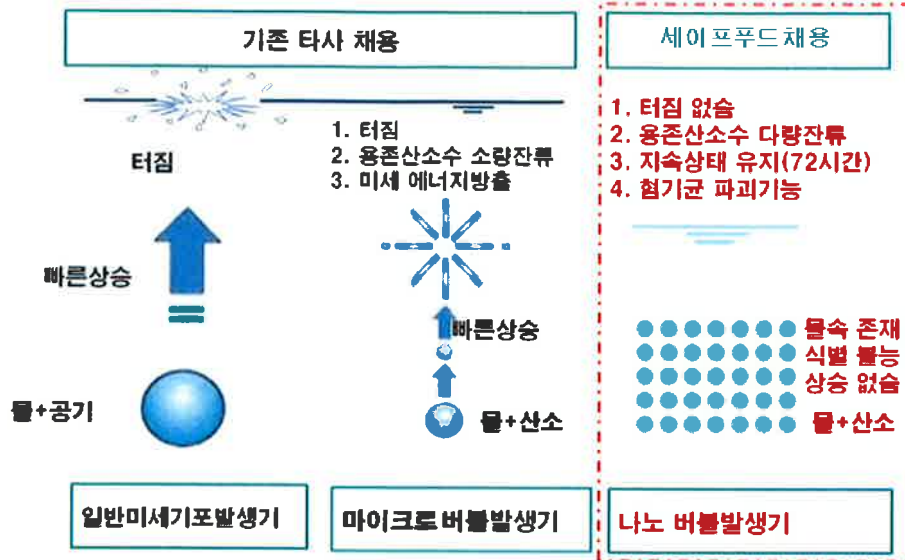 기존 타사 채용
세이프푸드채용
터짐
1. 터짐
2. 용존산소수 소량잔류
3. 미세 에너지방출
1. 터짐 없슴
2. 용존산소수 다량잔류
3. 지속상태 유지(72시간)
4. 혐기균 파괴기능
빠른상승
빠른상승
물속 존재
식별 불능
상승 없슴
물+공기
물+산소
물+산소
일반미세기포발생기
마이크로 버블발생기
나노 버블발생기